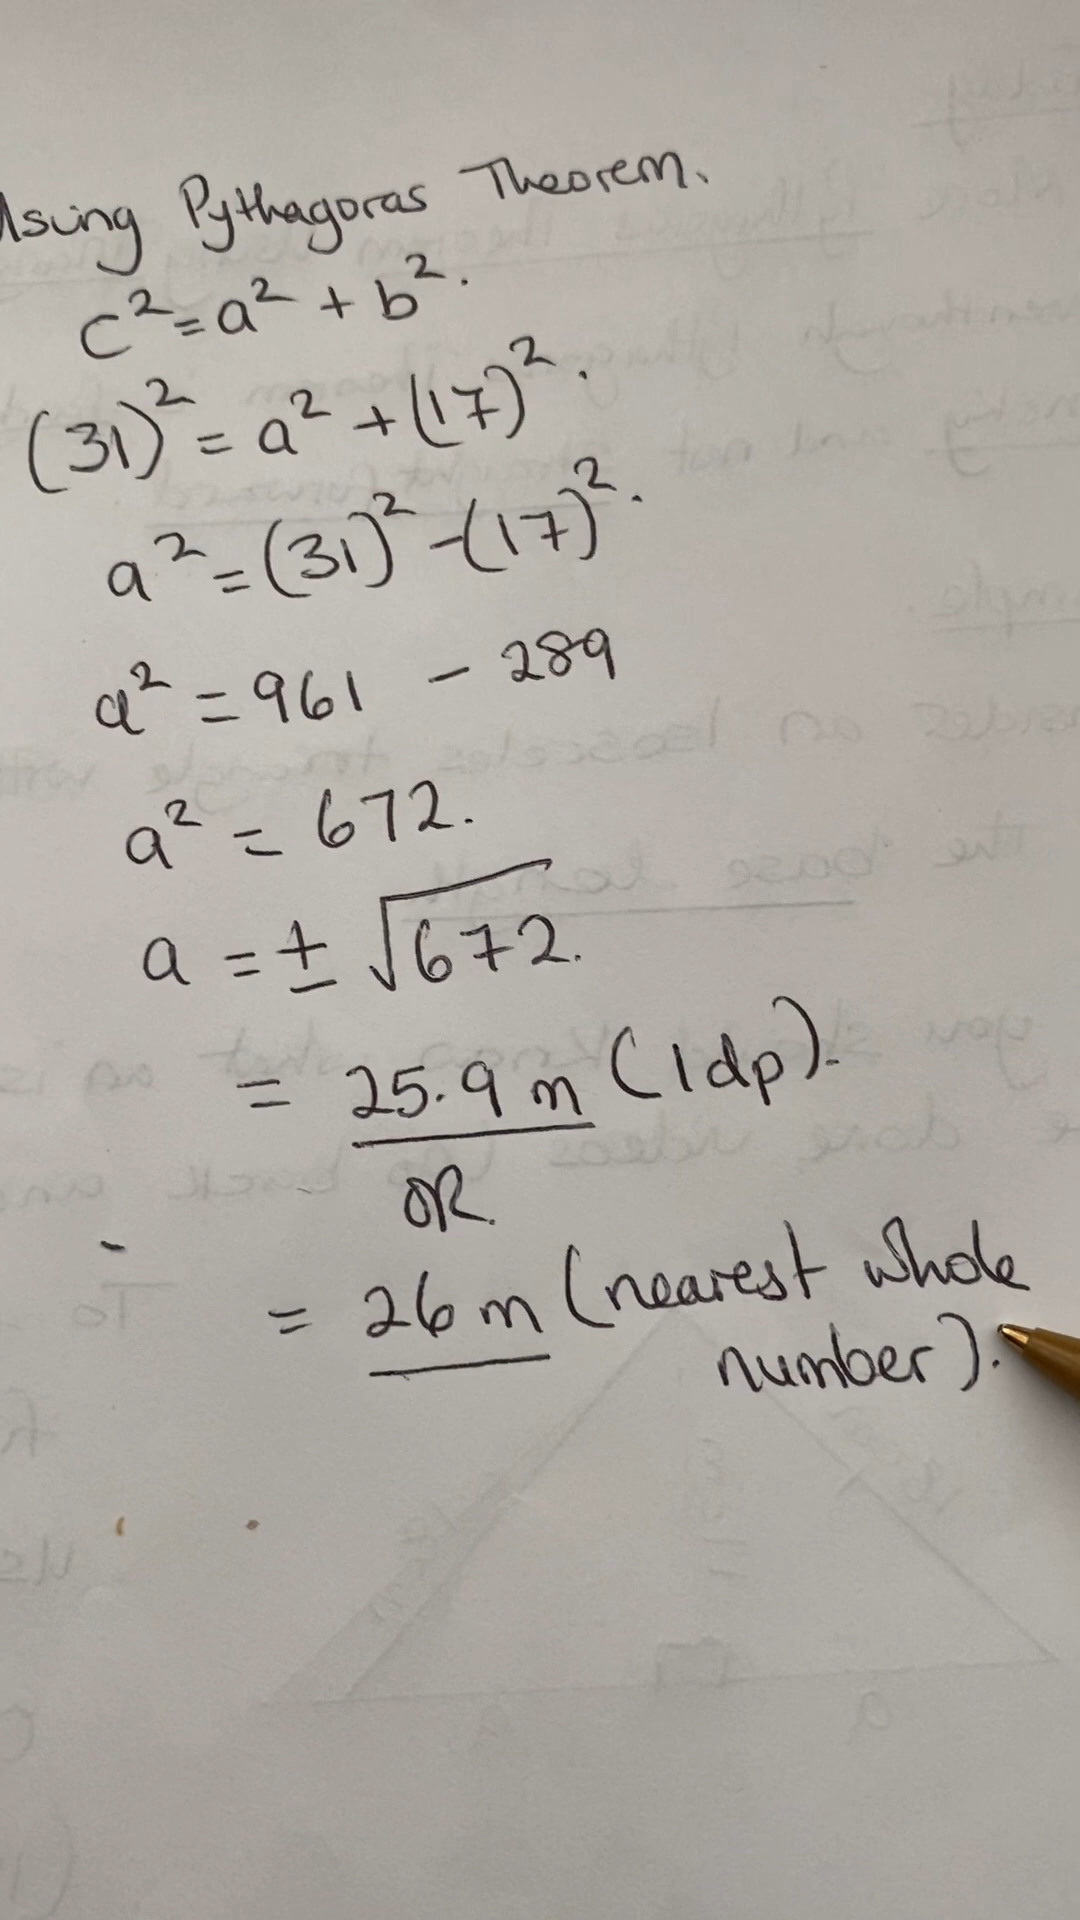 Using Pythagoras Theorem.
c² = a² + b².
(31)² = a² + (17)².
a² = (31)² - (17)².
a² = 961 - 289
a² = 672.
a = ± √672.
= 25.9 m (1dp).
OR.
= 26 m (nearest whole
number).